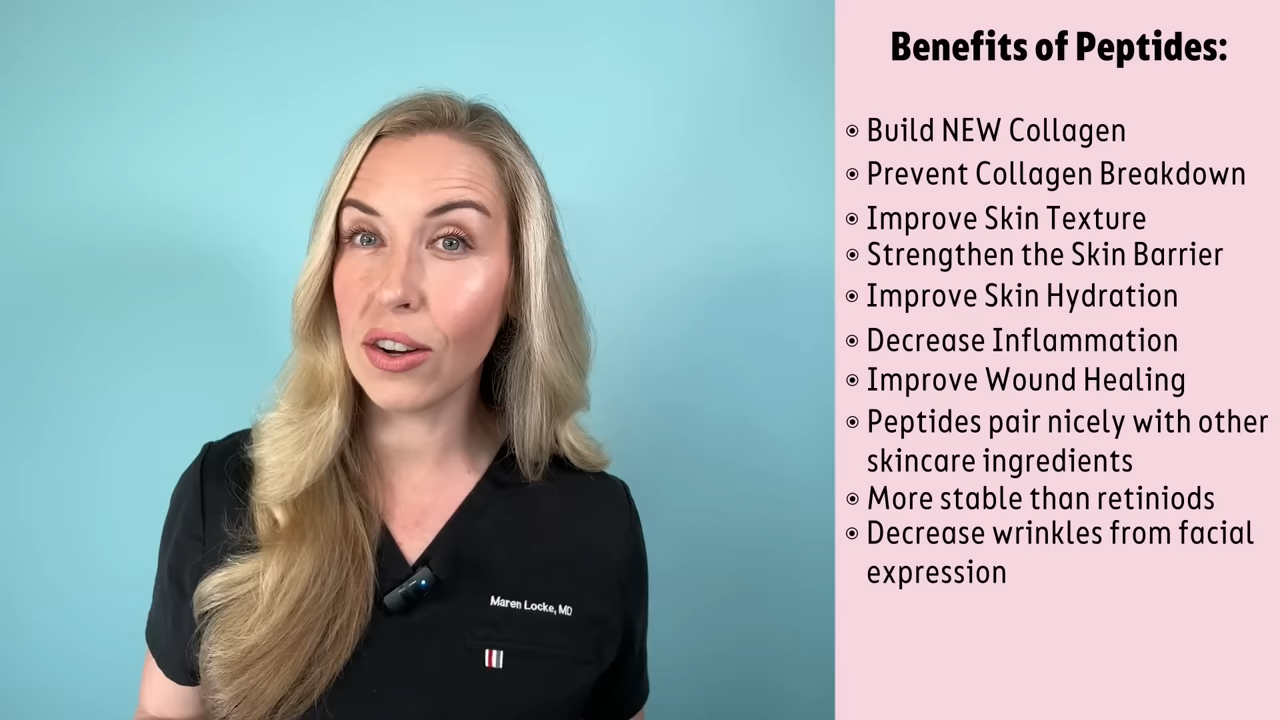 Benefits of Peptides:
Build NEW Collagen
Prevent Collagen Breakdown
Improve Skin Texture
Strengthen the Skin Barrier
Improve Skin Hydration
Decrease Inflammation
Improve Wound Healing
Peptides pair nicely with other
skincare ingredients
More stable than retiniods
Decrease wrinkles from facial
expression
Maren Locke, MD